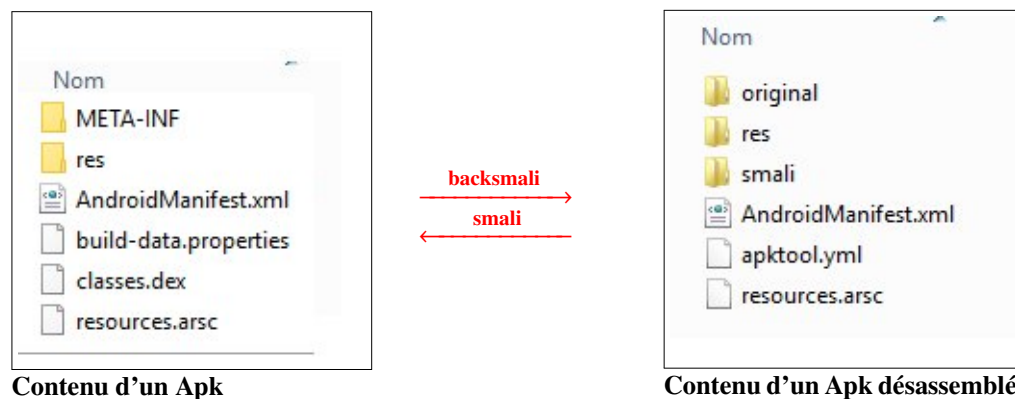 Nom
META-INF
res
AndroidManifest.xml
build-data.properties
classes.dex
resources.arsc
Contenu d'un Apk
backsmali
smali
Nom
original
res
smali
AndroidManifest.xml
apktool.yml
resources.arsc
Contenu d'un Apk désassemblé